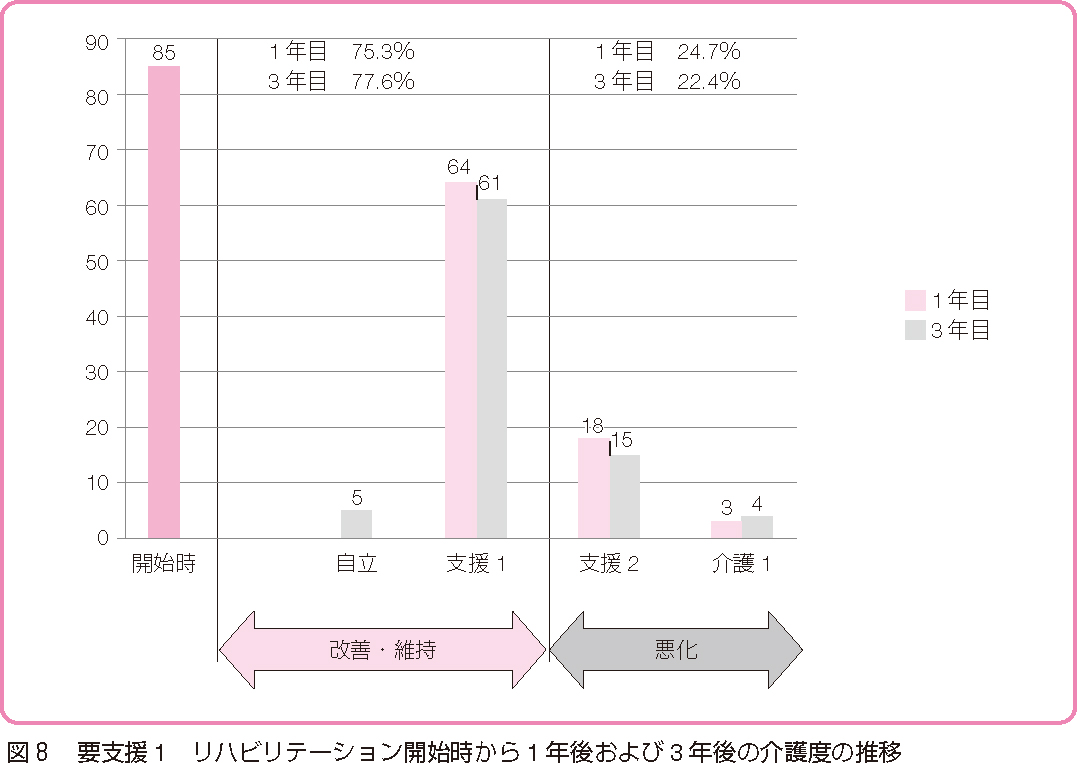 90
80
70
60
50
40
30
20
10
0
85
1年目 75.3%
3年目 77.6%
1年目 24.7%
3年目 22.4%
5
64
61
18
15
3
4
開始時
自立
支援1
支援2
介護1
1年目
3年目
改善・維持
悪化
図8 要支援1 リハビリテーション開始時から1年後および3年後の介護度の推移